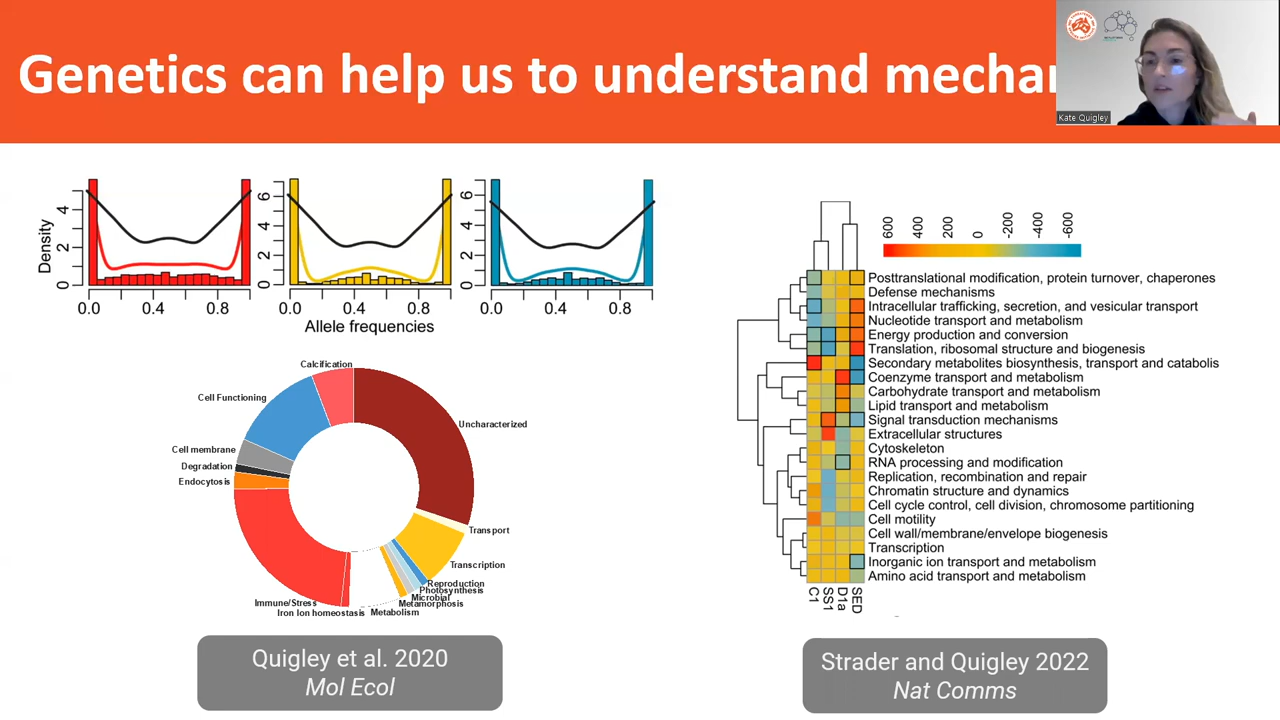 Genetics can help us to understand mecha
Kate Quigley
Density
0 2 4
0 2 4 6
0 2 4 6
0.0 0.4 0.8
0.0 0.4 0.8
0.0 0.4 0.8
Allele frequencies
Calcification
Cell Functioning
Cell membrane
Degradation
Endocytosis
Immune/Stress
Iron Ion homeostasis
Metabolism
Metamorphosis
Microbial
Photosynthesis
Reproduction
Transcription
Transport
Uncharacterized
Quigley et al. 2020
Mol Ecol
600 400 200 0 -200 -400 -600
Posttranslational modification, protein turnover, chaperones
Defense mechanisms
Intracellular trafficking, secretion, and vesicular transport
Nucleotide transport and metabolism
Energy production and conversion
Translation, ribosomal structure and biogenesis
Secondary metabolites biosynthesis, transport and catabolis
Coenzyme transport and metabolism
Carbohydrate transport and metabolism
Lipid transport and metabolism
Signal transduction mechanisms
Extracellular structures
Cytoskeleton
RNA processing and modification
Replication, recombination and repair
Chromatin structure and dynamics
Cell cycle control, cell division, chromosome partitioning
Cell motility
Cell wall/membrane/envelope biogenesis
Transcription
Inorganic ion transport and metabolism
Amino acid transport and metabolism
C1 SS1 D1a SED
Strader and Quigley 2022
Nat Comms